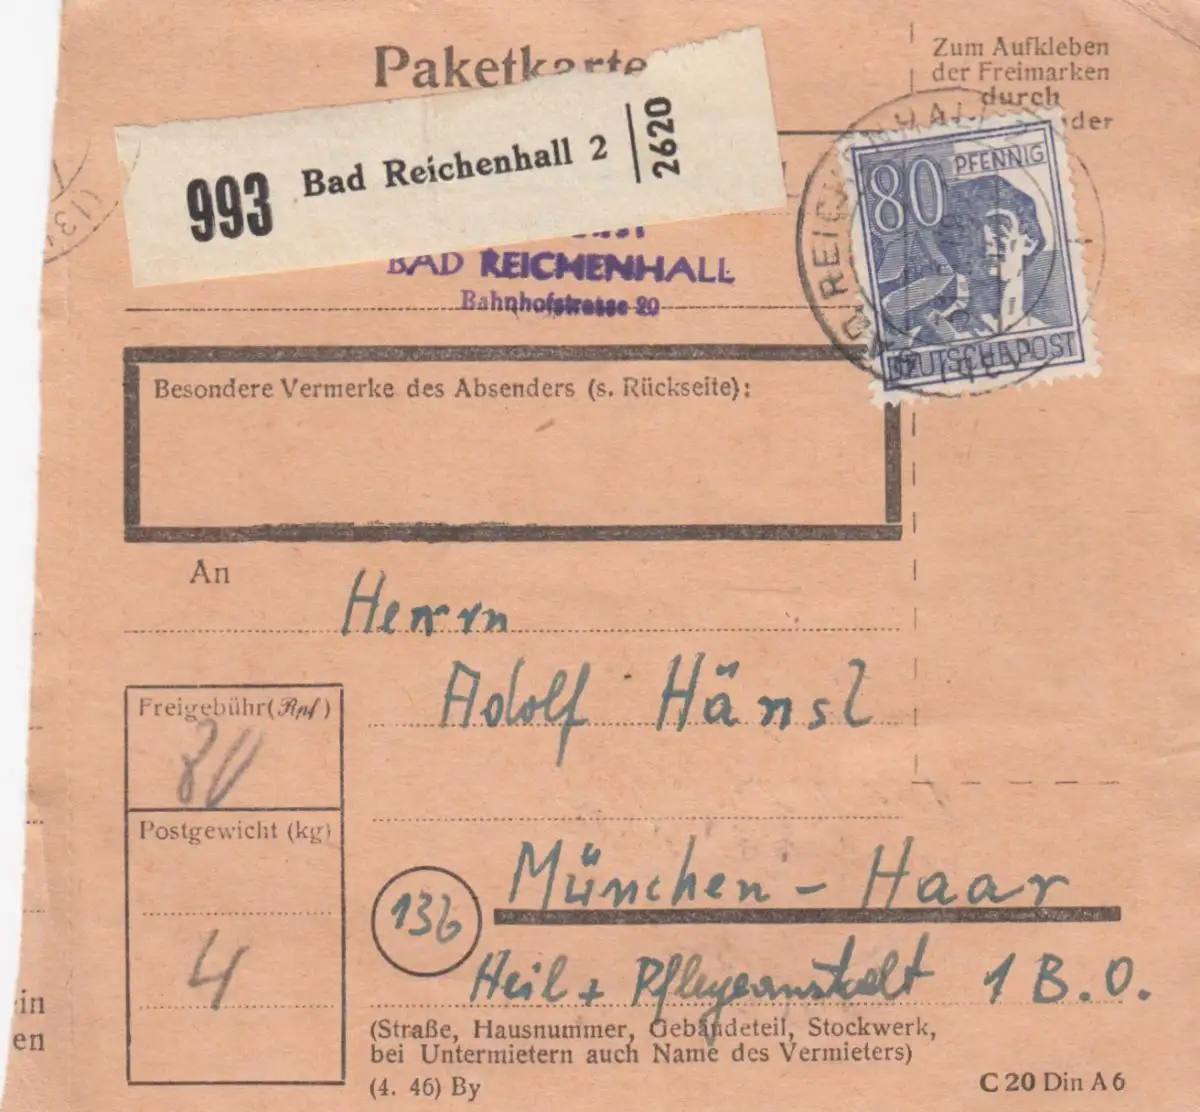 Paketkarte
Zum Aufkleben
der Freimarken
durch
993 Bad Reichenhall 2 2620
80 PFENNIG
DEUTSCHE POST
BAD REICHENHALL
Bahnhofstrasse 20
Besondere Vermerke des Absenders (s. Rückseite):
An
Herrn
Adolf Hänsl
Freigebühr (Rpf)
80
Postgewicht (kg)
4
München - Haar
13b
Heil + Pflegeanstalt 1 B.O.
(Straße, Hausnummer, Gebäudeteil, Stockwerk,
bei Untermietern auch Name des Vermieters)
(4. 46) By
C 20 Din A 6